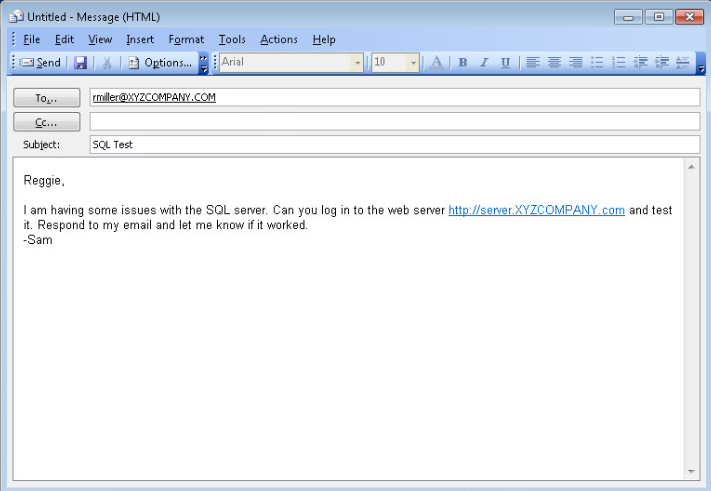 Untitled - Message (HTML)
File Edit View Insert Format Tools Actions Help
Send Options... Arial 10 A B I U
To... rmiller@XYZCOMPANY.COM
Cc...
Subject: SQL Test
Reggie,
I am having some issues with the SQL server. Can you log in to the web server http://server.XYZCOMPANY.com and test
it. Respond to my email and let me know if it worked.
-Sam